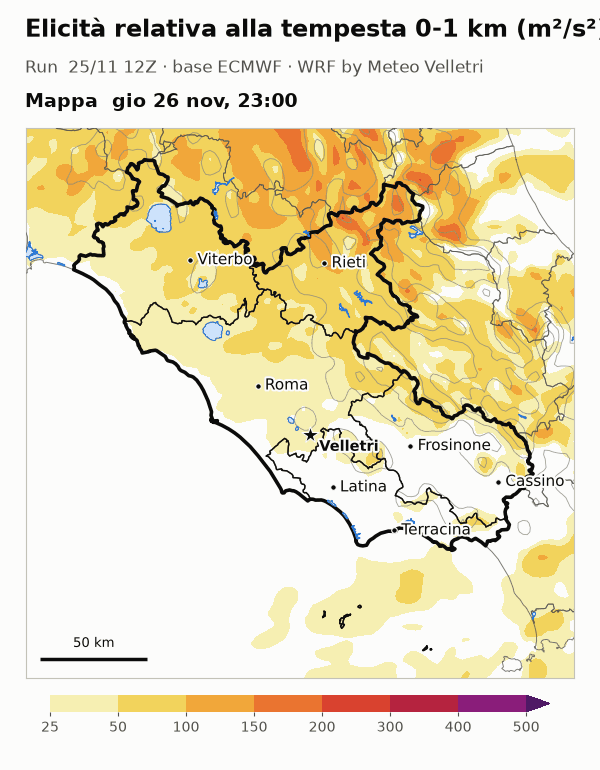 Elicità relativa alla tempesta 0-1 km (m²/s²)
Run  25/11 12Z · base ECMWF · WRF by Meteo Velletri
Mappa  gio 26 nov, 23:00
Viterbo
Rieti
Roma
Velletri
Frosinone
Latina
Cassino
Terracina
50 km
25 50 100 150 200 300 400 500